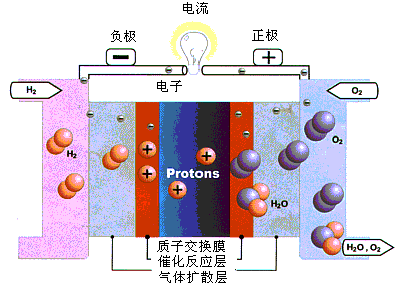 电流
负极
正极
−
+
电子
H₂
O₂
H₂
O₂
+
+
+
+
Protons
H₂O
H₂O, O₂
质子交换膜
催化反应层
气体扩散层